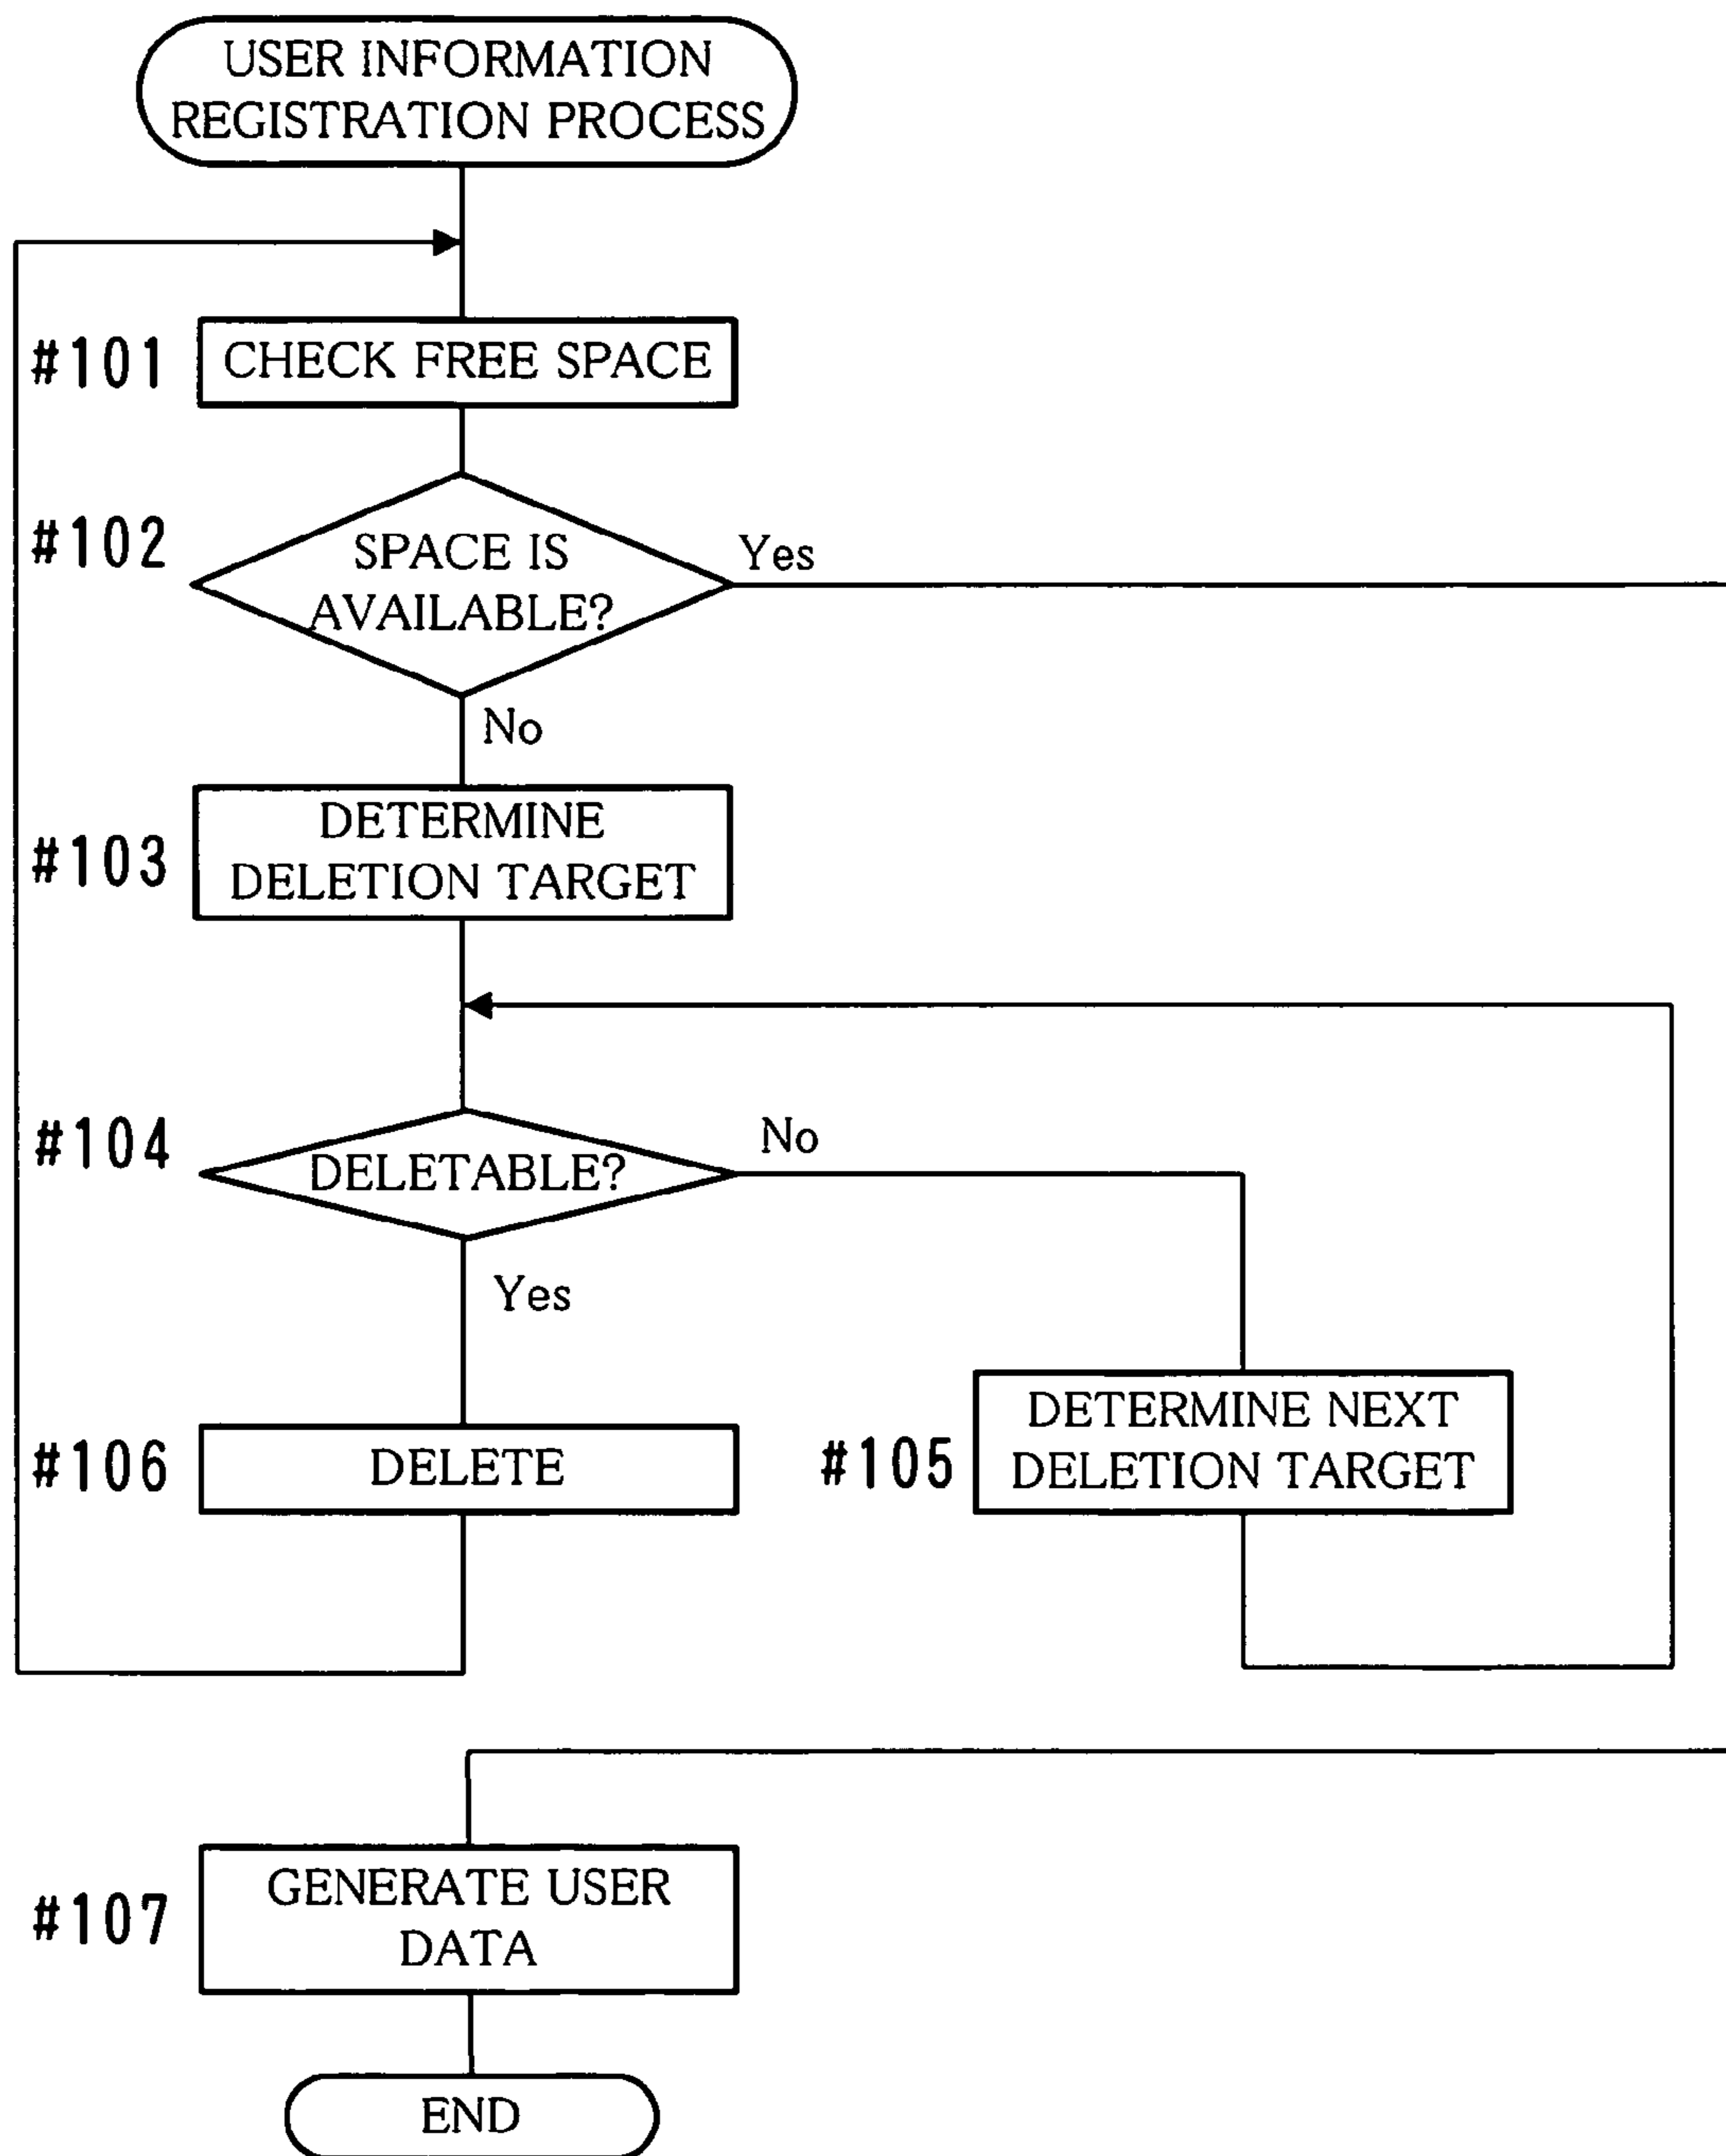 USER INFORMATION
REGISTRATION PROCESS
#101
CHECK FREE SPACE
#102
SPACE IS
AVAILABLE?
Yes
No
#103
DETERMINE
DELETION TARGET
#104
DELETABLE?
No
Yes
#106
DELETE
#105
DETERMINE NEXT
DELETION TARGET
#107
GENERATE USER
DATA
END